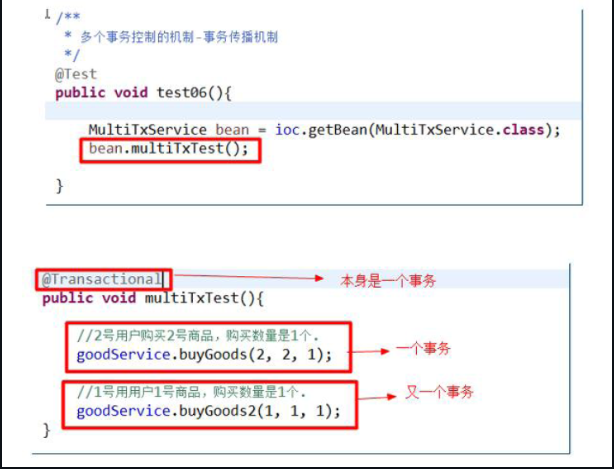 /**
* 多个事务控制的机制-事务传播机制
*/
@Test
public void test06(){
MultiTxService bean = ioc.getBean(MultiTxService.class);
bean.multiTxTest();
}
@Transactional
本身是一个事务
public void multiTxTest(){
//2号用户购买2号商品，购买数量是1个.
goodService.buyGoods(2, 2, 1);
一个事务
//1号用用户1号商品，购买数量是1个.
goodService.buyGoods2(1, 1, 1);
又一个事务
}